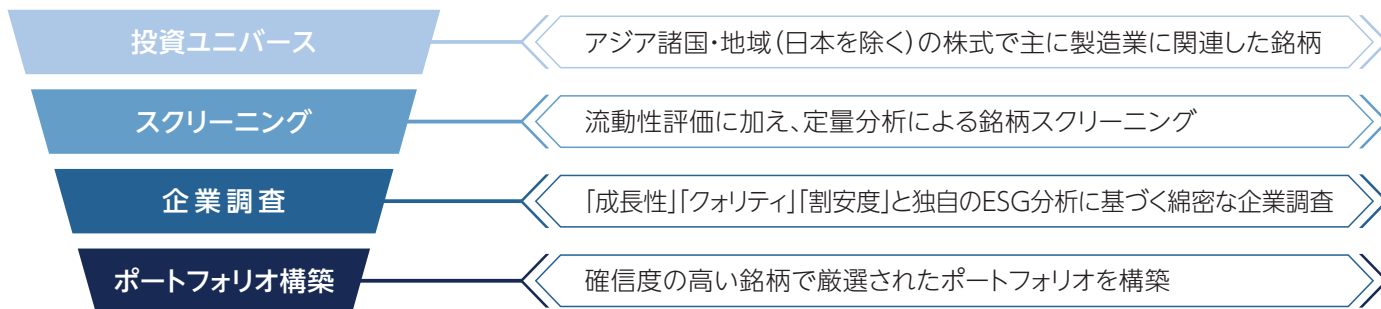 投資ユニバース
アジア諸国・地域(日本を除く)の株式で主に製造業に関連した銘柄
スクリーニング
流動性評価に加え、定量分析による銘柄スクリーニング
企業調査
「成長性」「クォリティ」「割安度」と独自のESG分析に基づく綿密な企業調査
ポートフォリオ構築
確信度の高い銘柄で厳選されたポートフォリオを構築